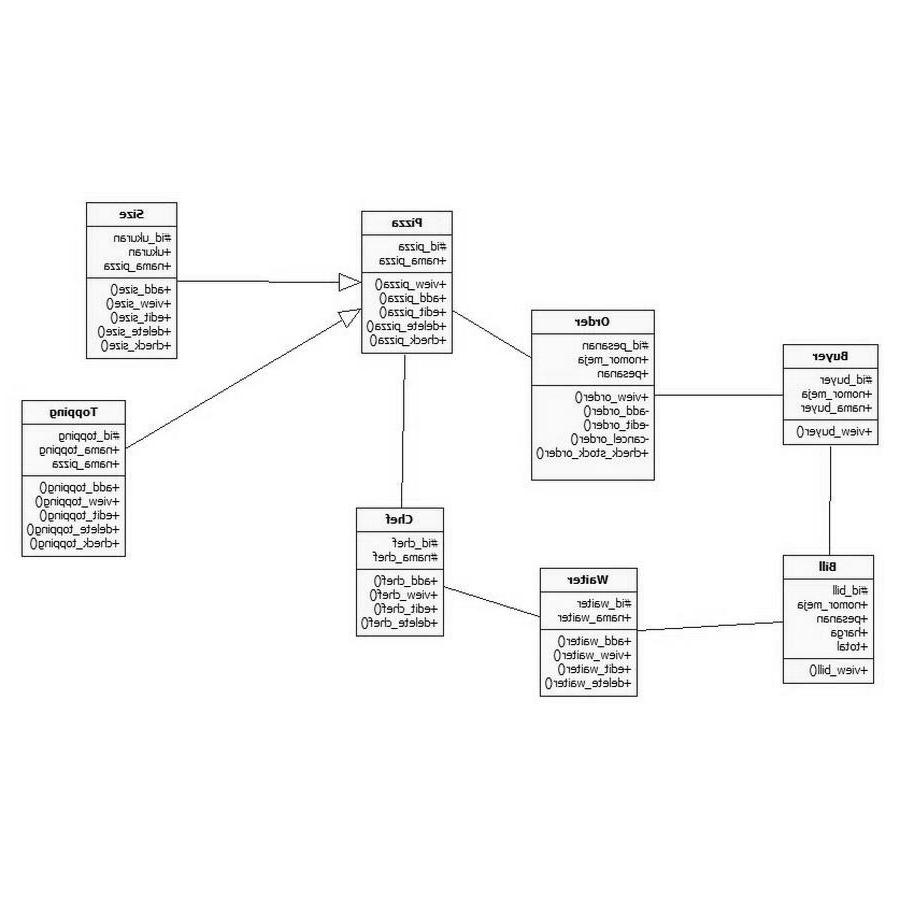 Size
#id_ukuran
+ukuran
+nama_pizza
+add_size()
+view_size()
+edit_size()
+delete_size()
+check_size()
Pizza
#id_pizza
+nama_pizza
+view_pizza()
+add_pizza()
+edit_pizza()
+delete_pizza()
+check_pizza()
Order
#id_pesanan
+nomor_meja
+pesanan
+view_order()
-add_order()
-edit_order()
-cancel_order()
+check_stock_order()
Buyer
#id_buyer
+nomor_meja
+nama_buyer
+view_buyer()
Topping
#id_topping
+nama_topping
+nama_pizza
+add_topping()
+view_topping()
+edit_topping()
+delete_topping()
+check_topping()
Chef
#id_chef
#nama_chef
+add_chef()
+view_chef()
+edit_chef()
+delete_chef()
Waiter
#id_waiter
+nama_waiter
+add_waiter()
+view_waiter()
+edit_waiter()
+delete_waiter()
Bill
#id_bill
+nomor_meja
+pesanan
+harga
+total
+view_bill()